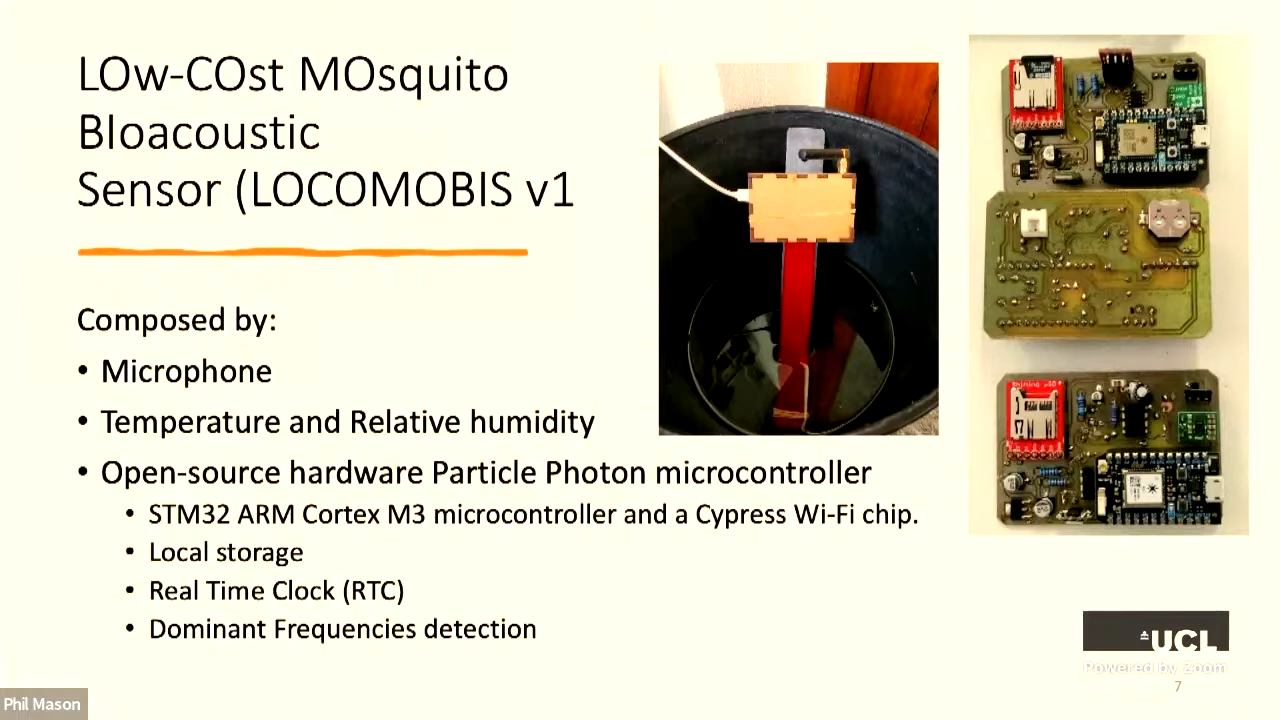 LOw-COst MOsquito
BIoacoustic
Sensor (LOCOMOBIS v1
Composed by:
• Microphone
• Temperature and Relative humidity
• Open-source hardware Particle Photon microcontroller
• STM32 ARM Cortex M3 microcontroller and a Cypress Wi-Fi chip.
• Local storage
• Real Time Clock (RTC)
• Dominant Frequencies detection
UCL
Powered by Zoom
7
Phil Mason